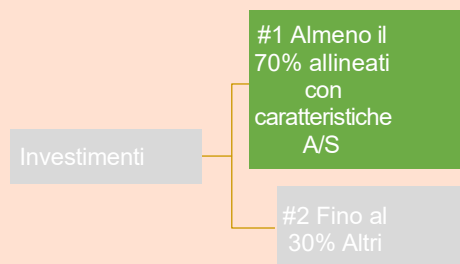 #1 Almeno il
70% allineati
con
caratteristiche
A/S
Investimenti
#2 Fino al
30% Altri